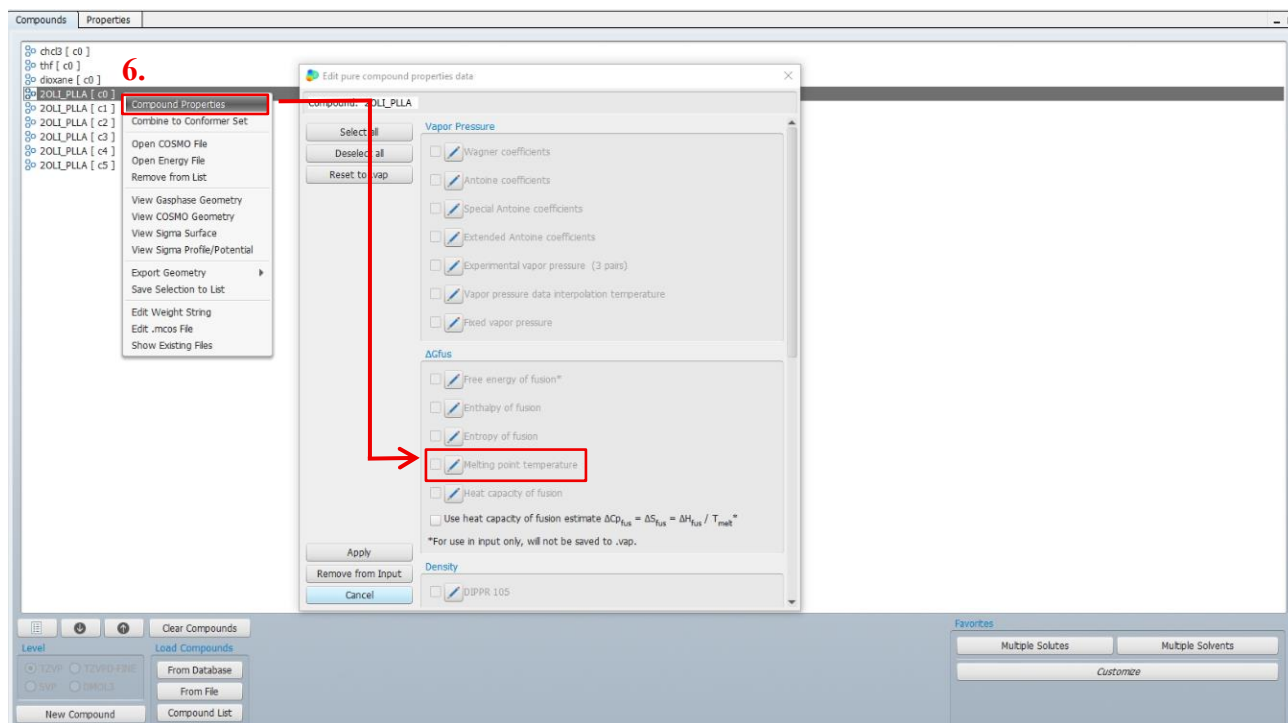 Compounds Properties
chcl3 [ c0 ]
thf [ c0 ]
dioxane [ c0 ]
2OLI_PLLA [ c0 ]
2OLI_PLLA [ c1 ]
2OLI_PLLA [ c2 ]
2OLI_PLLA [ c3 ]
2OLI_PLLA [ c4 ]
2OLI_PLLA [ c5 ]
6.
Compound Properties
Combine to Conformer Set
Open COSMO File
Open Energy File
Remove from List
View Gasphase Geometry
View COSMO Geometry
View Sigma Surface
View Sigma Profile/Potential
Export Geometry
Save Selection to List
Edit Weight String
Edit .mcos File
Show Existing Files
Edit pure compound properties data
Compound: 2OLI_PLLA
Select all
Deselect all
Reset to .vap
Vapor Pressure
Wagner coefficients
Antoine coefficients
Special Antoine coefficients
Extended Antoine coefficients
Experimental vapor pressure (3 pairs)
Vapor pressure data interpolation temperature
Fixed vapor pressure
ΔGfus
Free energy of fusion*
Enthalpy of fusion
Entropy of fusion
Melting point temperature
Heat capacity of fusion
Use heat capacity of fusion estimate ΔCp_fus = ΔS_fus = ΔH_fus / T_melt*
*For use in input only, will not be saved to .vap.
Density
DIPPR 105
Apply
Remove from Input
Cancel
Clear Compounds
Level
TZVP TZVPD-FINE
SVP DMOL3
New Compound
Load Compounds
From Database
From File
Compound List
Favorites
Multiple Solutes Multiple Solvents
Customize